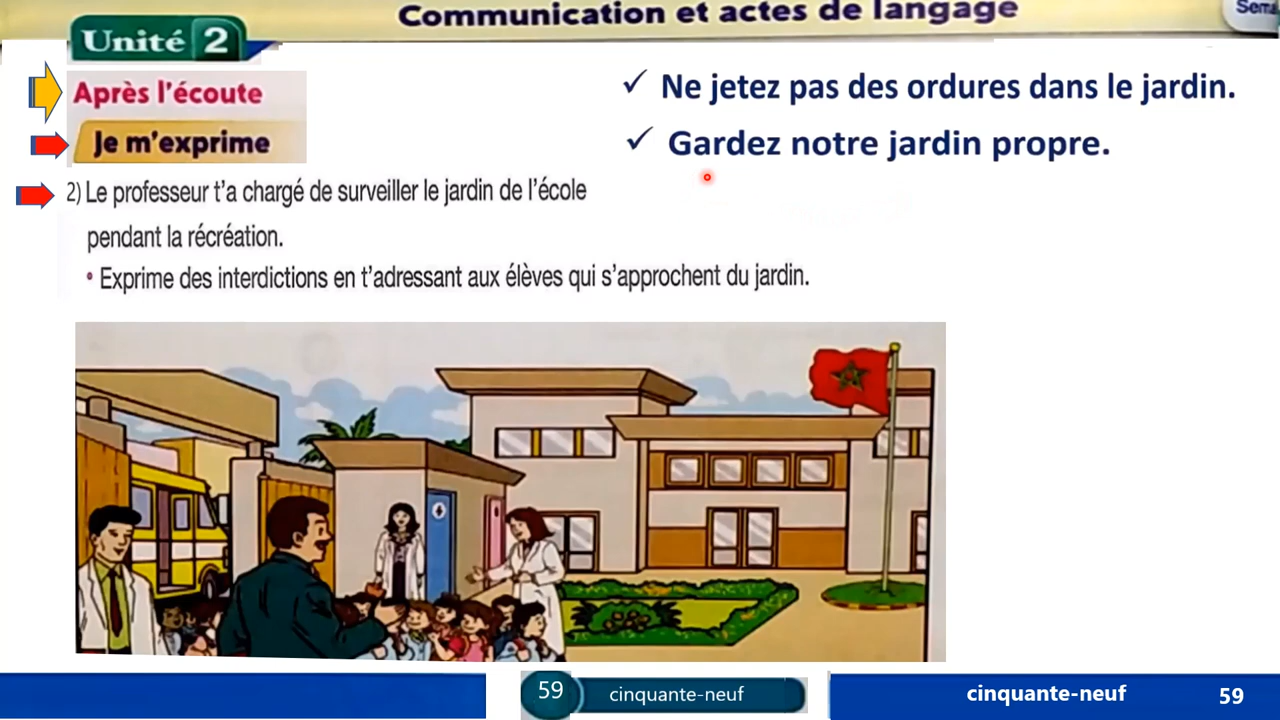 Communication et actes de langage
Sema
Unité 2
Après l'écoute
Je m'exprime
✓ Ne jetez pas des ordures dans le jardin.
✓ Gardez notre jardin propre.
2) Le professeur t'a chargé de surveiller le jardin de l'école
pendant la récréation.
• Exprime des interdictions en t'adressant aux élèves qui s'approchent du jardin.
59 cinquante-neuf
cinquante-neuf 59